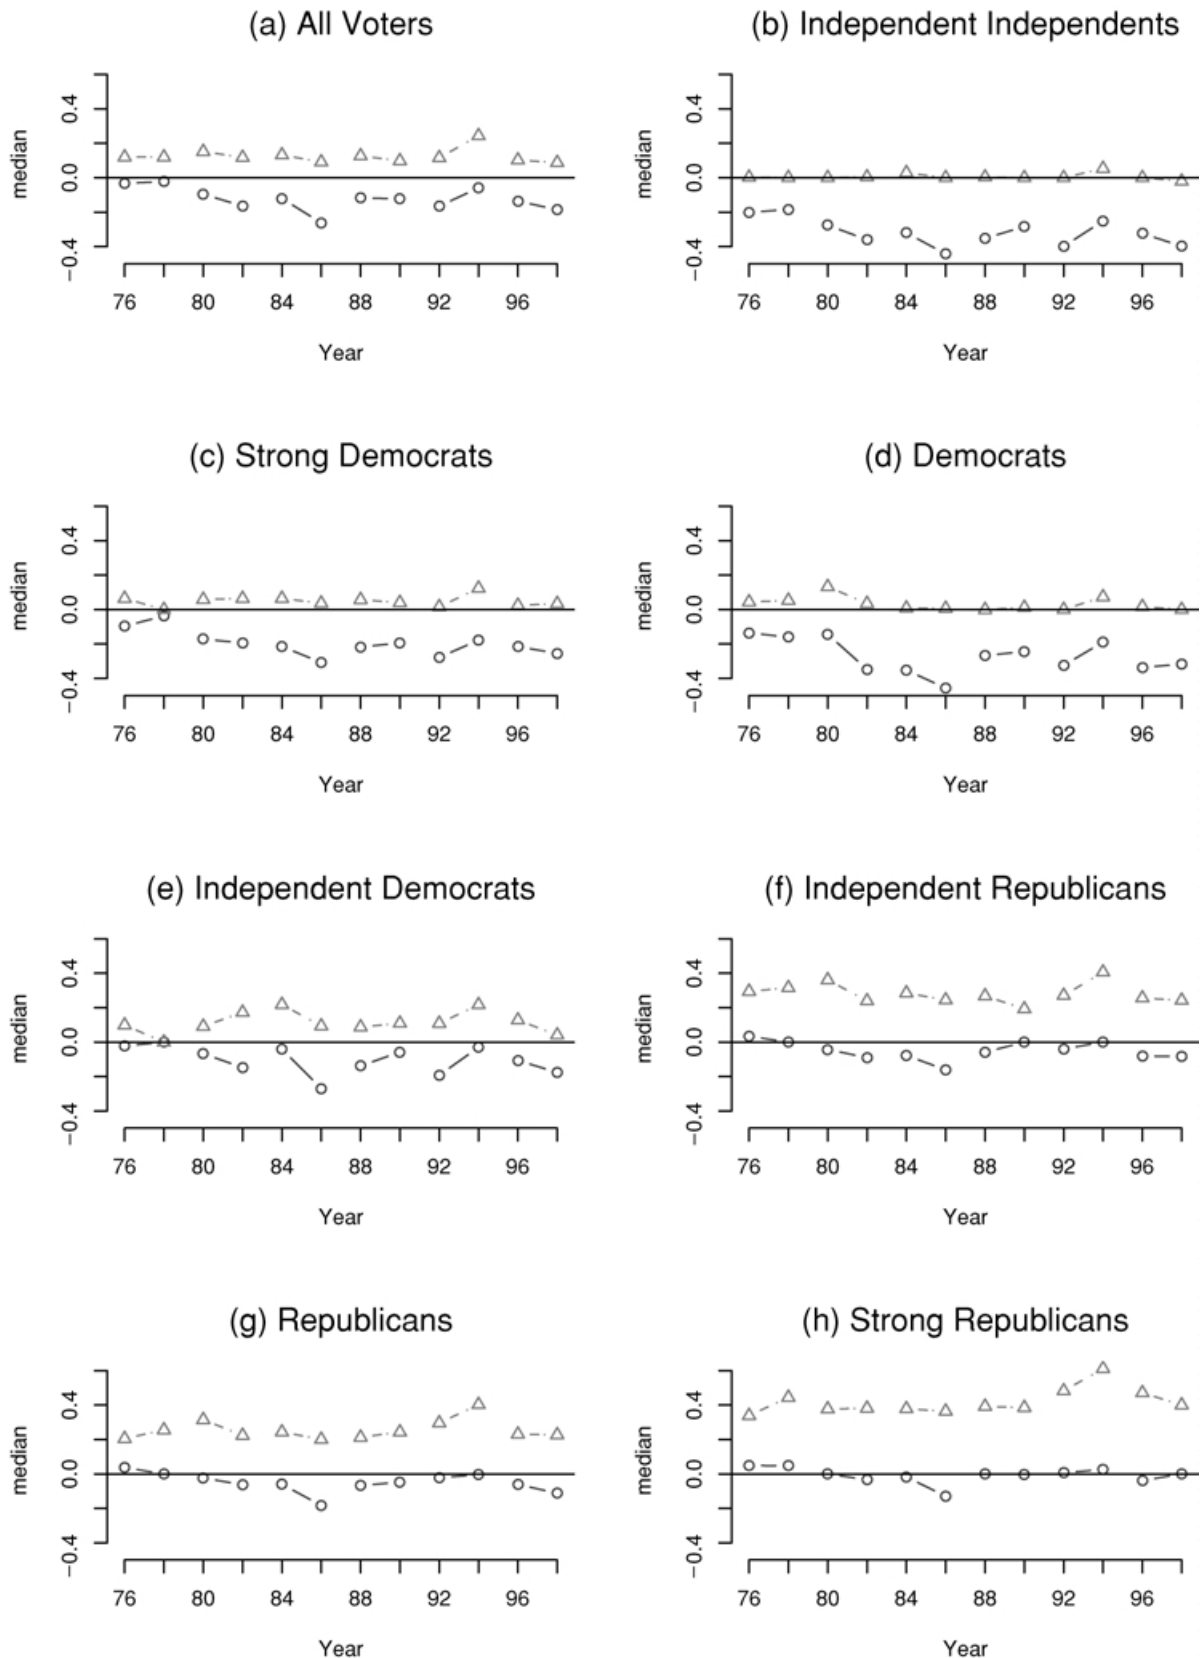 (a) All Voters
median
0.4
0.0
−0.4
76 80 84 88 92 96
Year
(b) Independent Independents
median
0.4
0.0
−0.4
76 80 84 88 92 96
Year
(c) Strong Democrats
median
0.4
0.0
−0.4
76 80 84 88 92 96
Year
(d) Democrats
median
0.4
0.0
−0.4
76 80 84 88 92 96
Year
(e) Independent Democrats
median
0.4
0.0
−0.4
76 80 84 88 92 96
Year
(f) Independent Republicans
median
0.4
0.0
−0.4
76 80 84 88 92 96
Year
(g) Republicans
median
0.4
0.0
−0.4
76 80 84 88 92 96
Year
(h) Strong Republicans
median
0.4
0.0
−0.4
76 80 84 88 92 96
Year